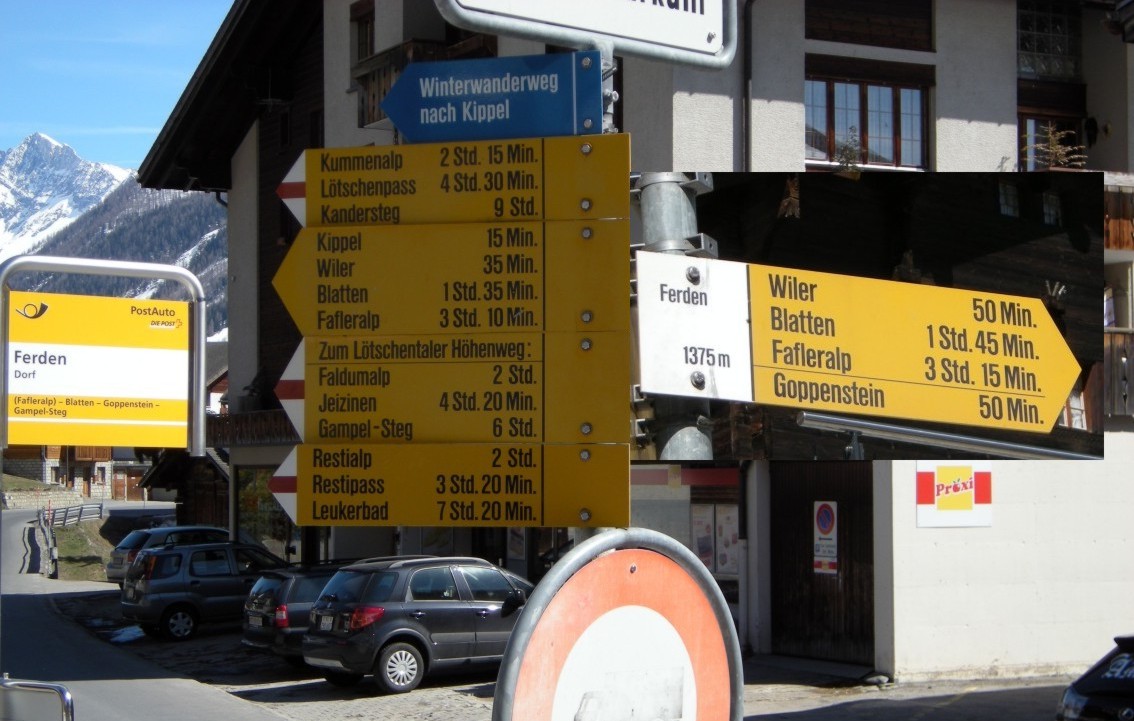 Winterwanderweg
nach Kippel
Kummenalp 2 Std. 15 Min.
Lötschenpass 4 Std. 30 Min.
Kandersteg 9 Std.
Kippel 15 Min.
Wiler 35 Min.
Blatten 1 Std. 35 Min.
Fafleralp 3 Std. 10 Min.
Zum Lötschentaler Höhenweg:
Faldumalp 2 Std.
Jeizinen 4 Std. 20 Min.
Gampel-Steg 6 Std.
Restialp 2 Std.
Restipass 3 Std. 20 Min.
Leukerbad 7 Std. 20 Min.
PostAuto
DIE POST
Ferden
Dorf
(Fafleralp) – Blatten – Goppenstein –
Gampel-Steg
Ferden
1375 m
Wiler 50 Min.
Blatten 1 Std. 45 Min.
Fafleralp 3 Std. 15 Min.
Goppenstein 50 Min.
Proxi